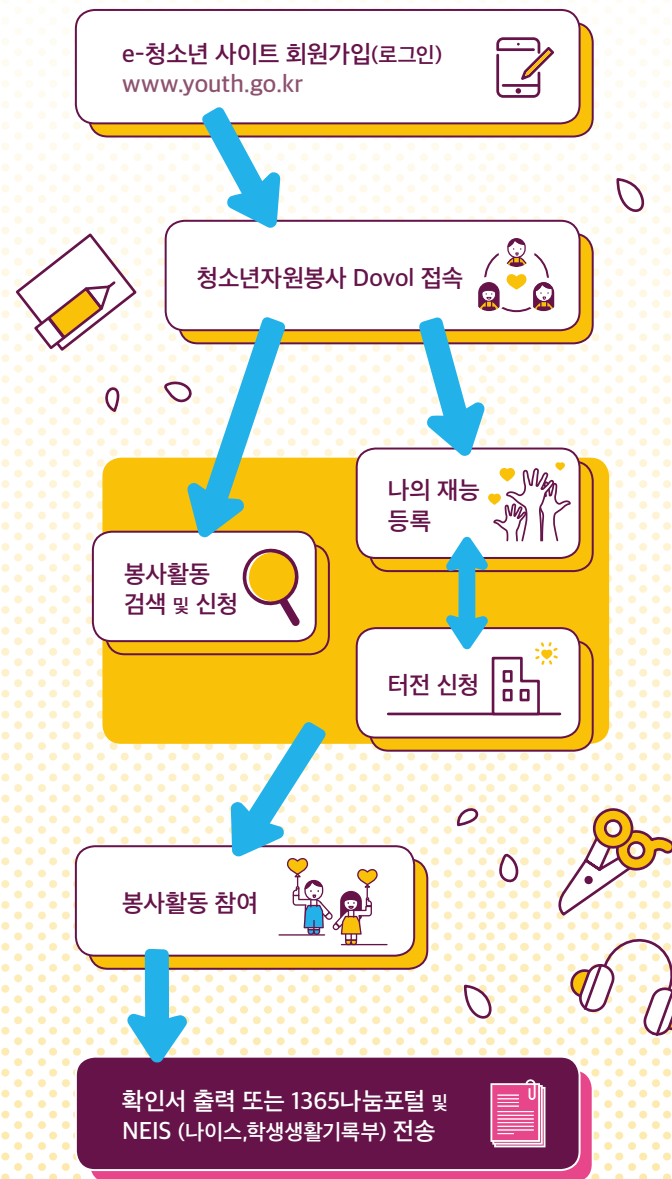 e-청소년 사이트 회원가입(로그인)
www.youth.go.kr
청소년자원봉사 Dovol 접속
나의 재능
등록
봉사활동
검색 및 신청
터전 신청
봉사활동 참여
확인서 출력 또는 1365나눔포털 및
NEIS (나이스,학생생활기록부) 전송